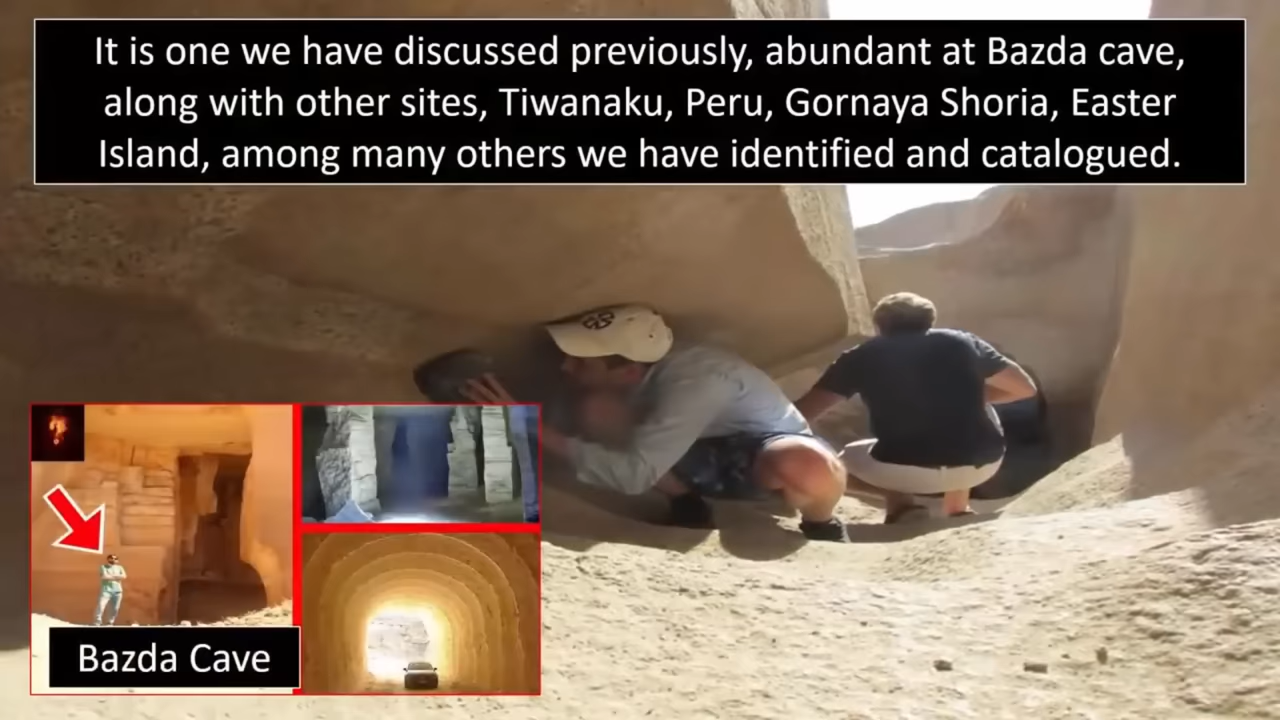 It is one we have discussed previously, abundant at Bazda cave,
along with other sites, Tiwanaku, Peru, Gornaya Shoria, Easter
Island, among many others we have identified and catalogued.
Bazda Cave